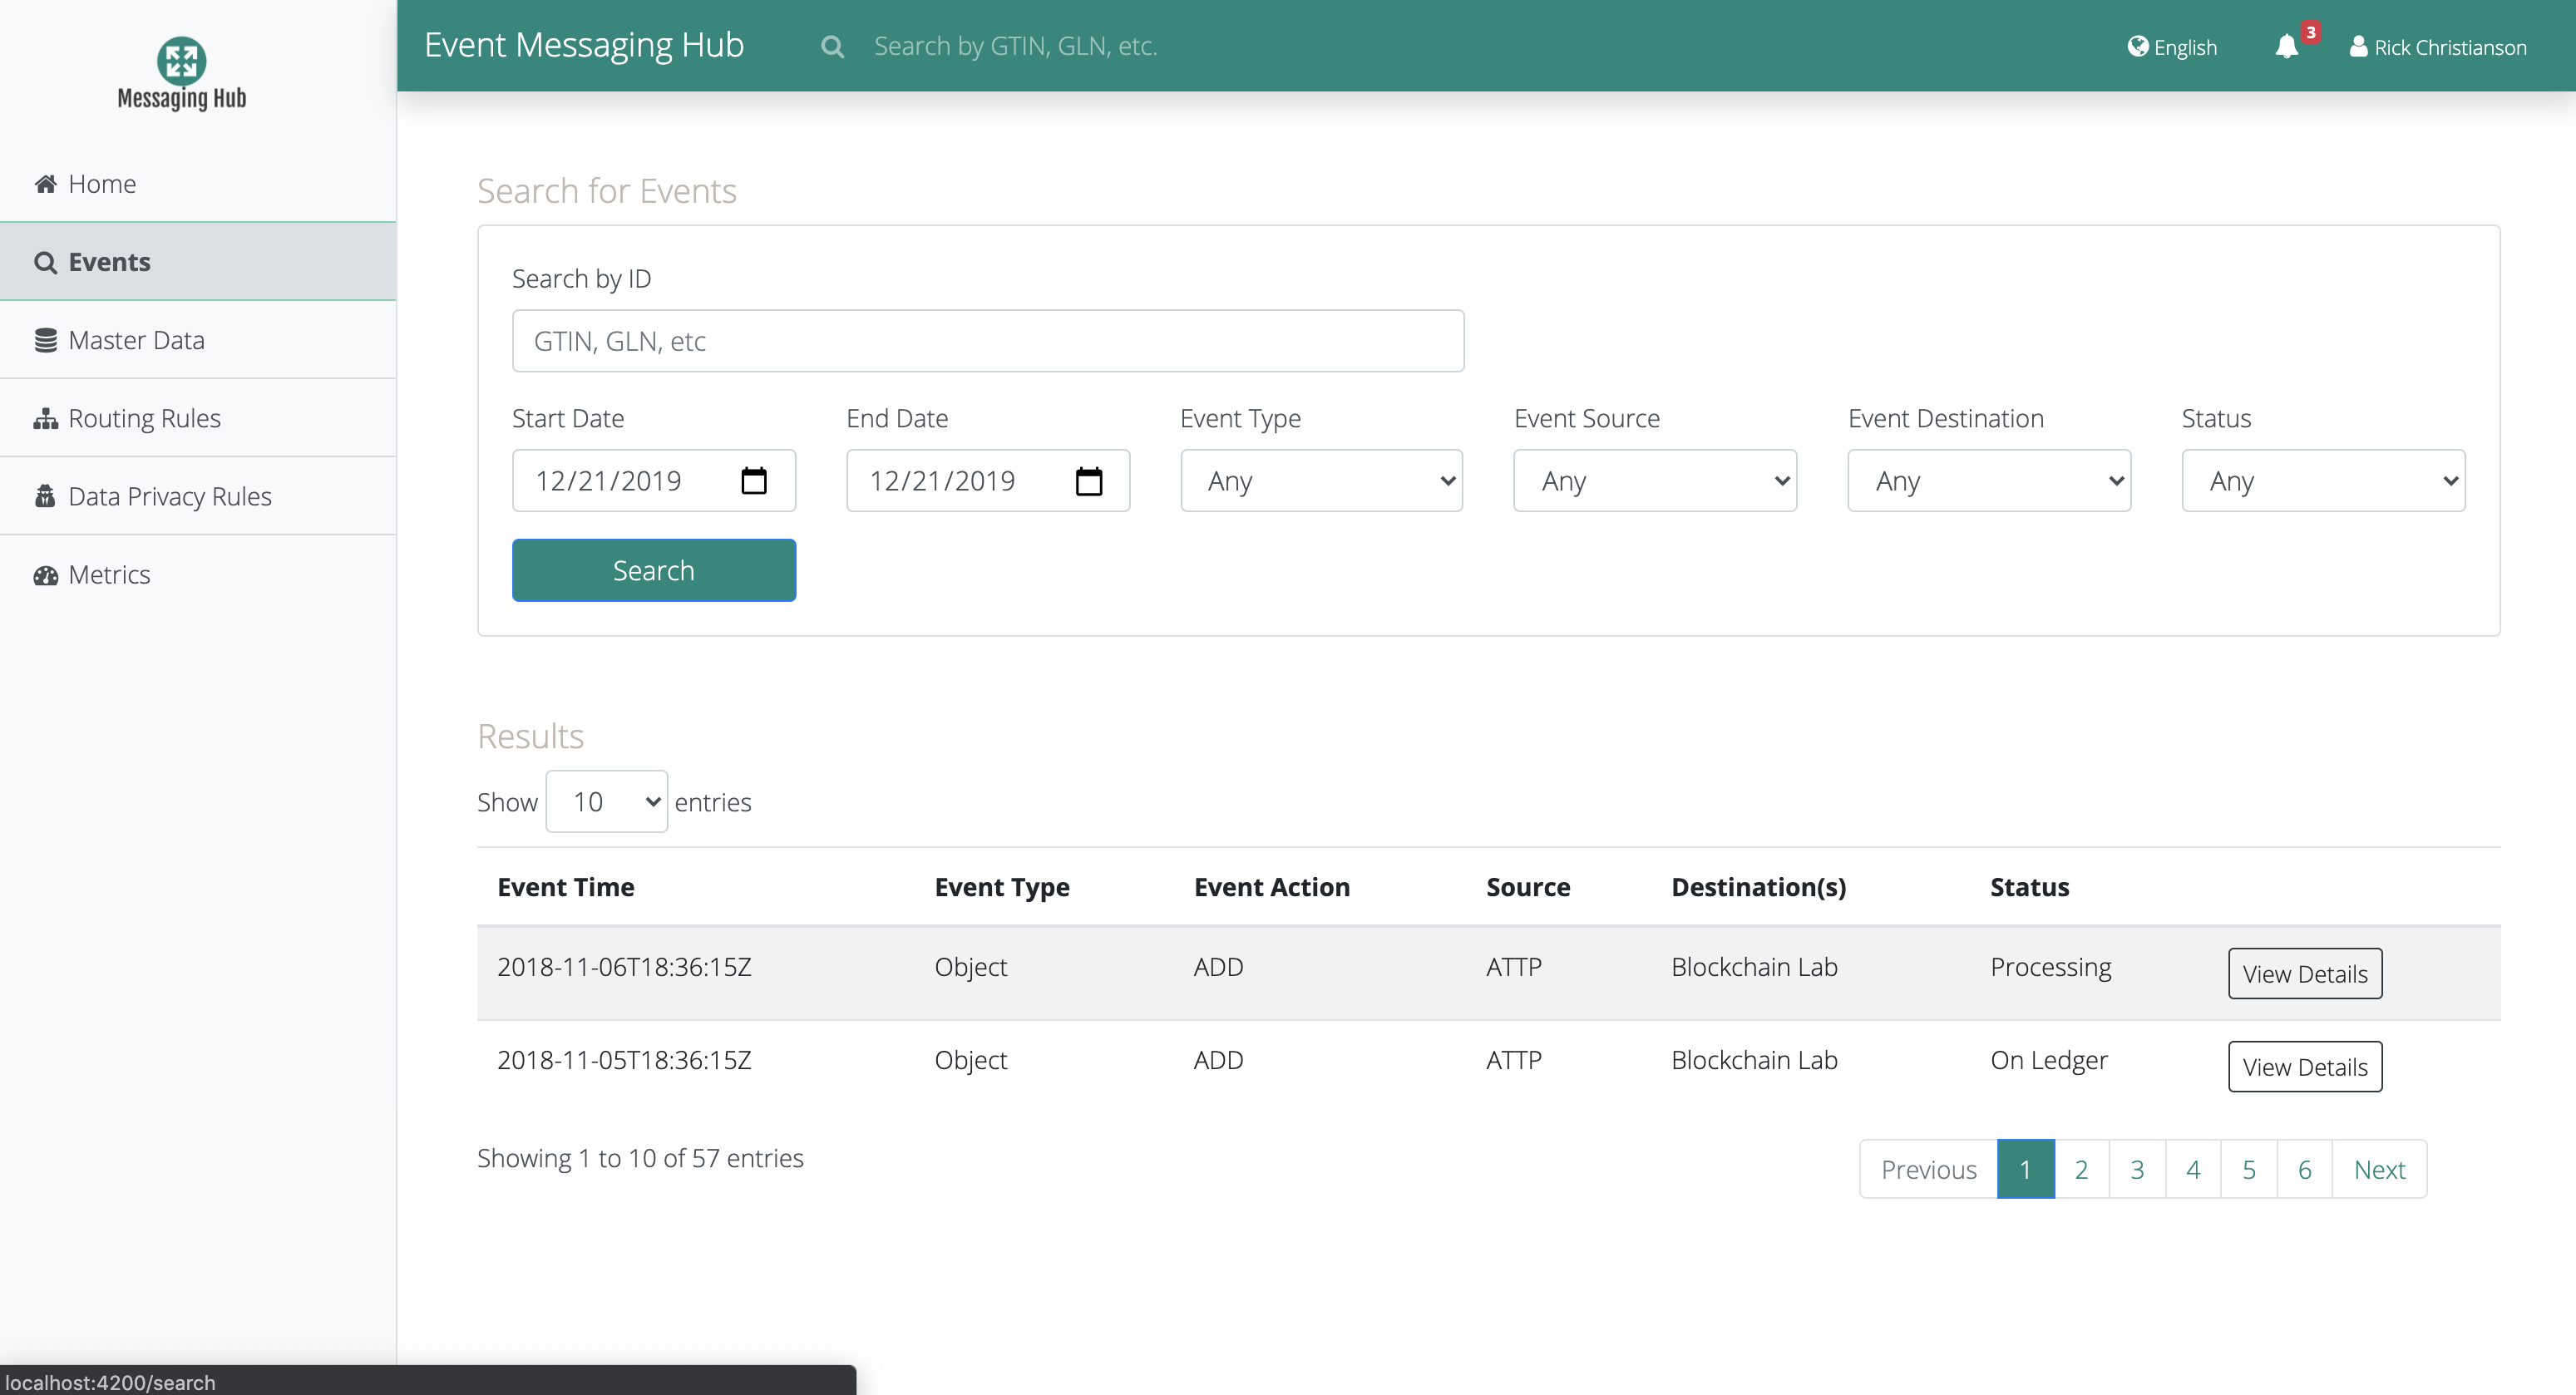 Messaging Hub
Event Messaging Hub
Search by GTIN, GLN, etc.
English
3
Rick Christianson
Home
Events
Master Data
Routing Rules
Data Privacy Rules
Metrics
Search for Events
Search by ID
GTIN, GLN, etc
Start Date End Date Event Type Event Source Event Destination Status
12/21/2019 12/21/2019 Any Any Any Any
Search
Results
Show 10 entries
Event Time Event Type Event Action Source Destination(s) Status
2018-11-06T18:36:15Z Object ADD ATTP Blockchain Lab Processing View Details
2018-11-05T18:36:15Z Object ADD ATTP Blockchain Lab On Ledger View Details
Showing 1 to 10 of 57 entries
Previous 1 2 3 4 5 6 Next
localhost:4200/search